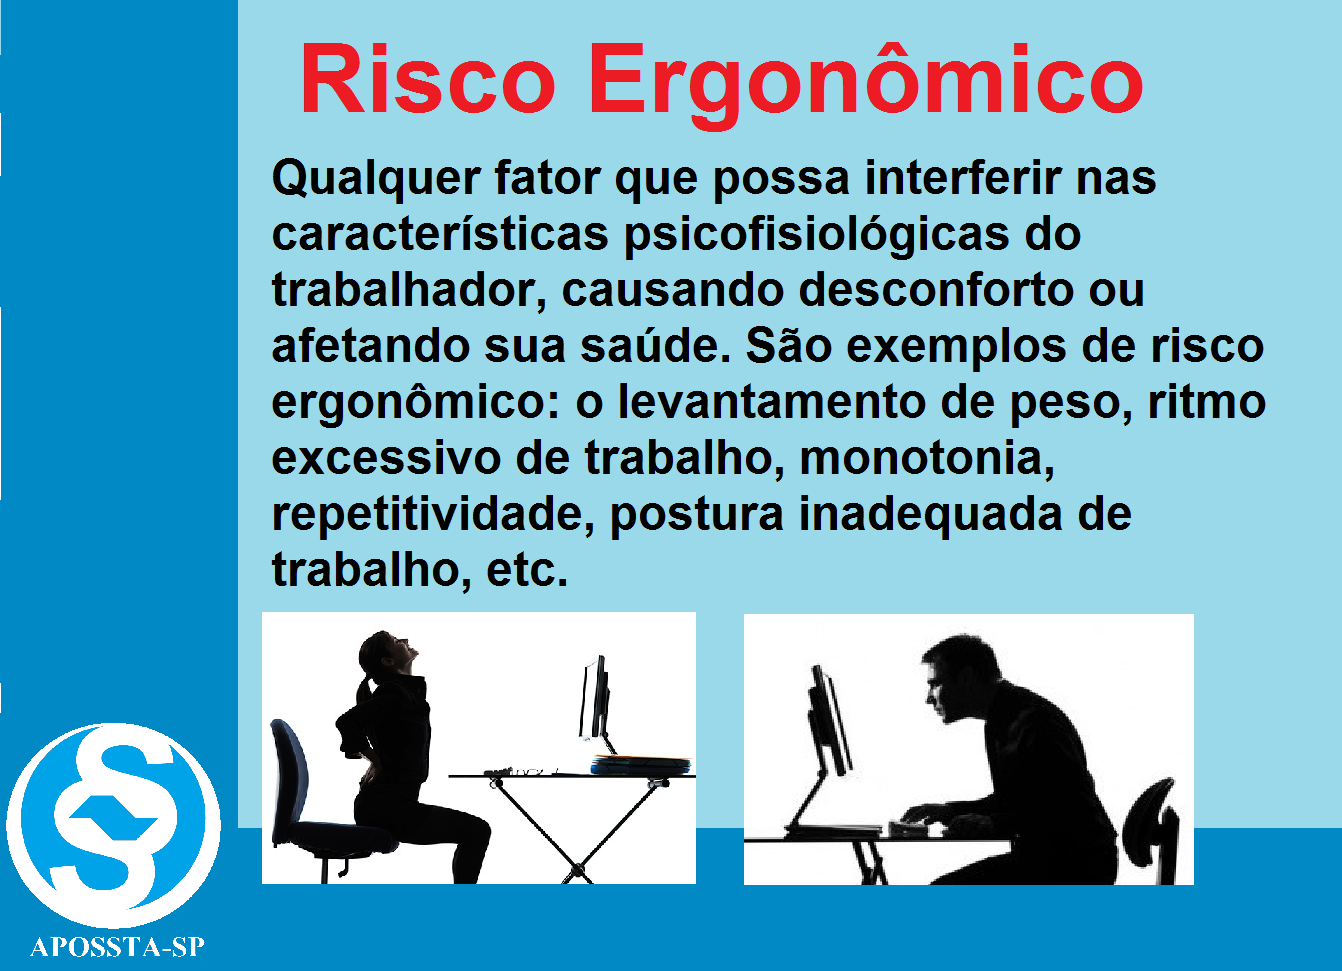 Risco Ergonômico
Qualquer fator que possa interferir nas
características psicofisiológicas do
trabalhador, causando desconforto ou
afetando sua saúde. São exemplos de risco
ergonômico: o levantamento de peso, ritmo
excessivo de trabalho, monotonia,
repetitividade, postura inadequada de
trabalho, etc.
APOSSTA-SP